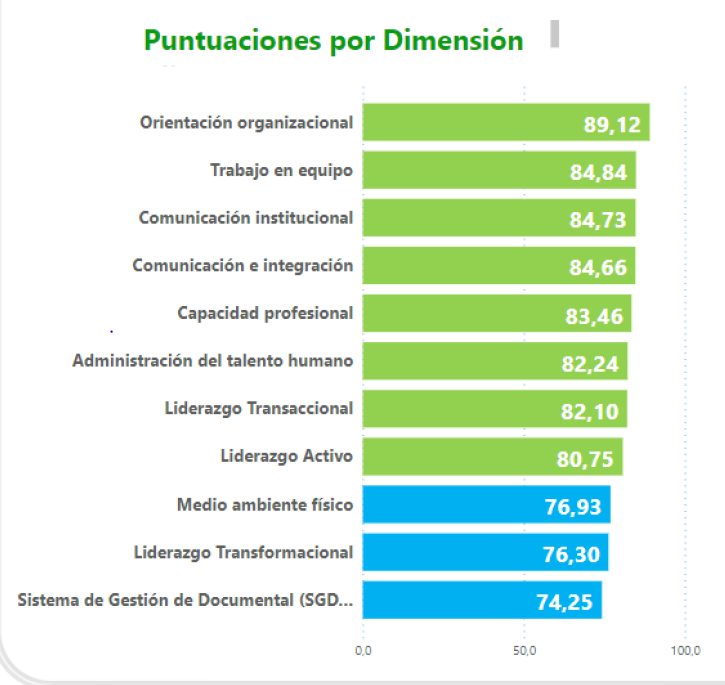 Puntuaciones por Dimensión
Orientación organizacional 89,12
Trabajo en equipo 84,84
Comunicación institucional 84,73
Comunicación e integración 84,66
Capacidad profesional 83,46
Administración del talento humano 82,24
Liderazgo Transaccional 82,10
Liderazgo Activo 80,75
Medio ambiente físico 76,93
Liderazgo Transformacional 76,30
Sistema de Gestión de Documental (SGD... 74,25
0,0 50,0 100,0